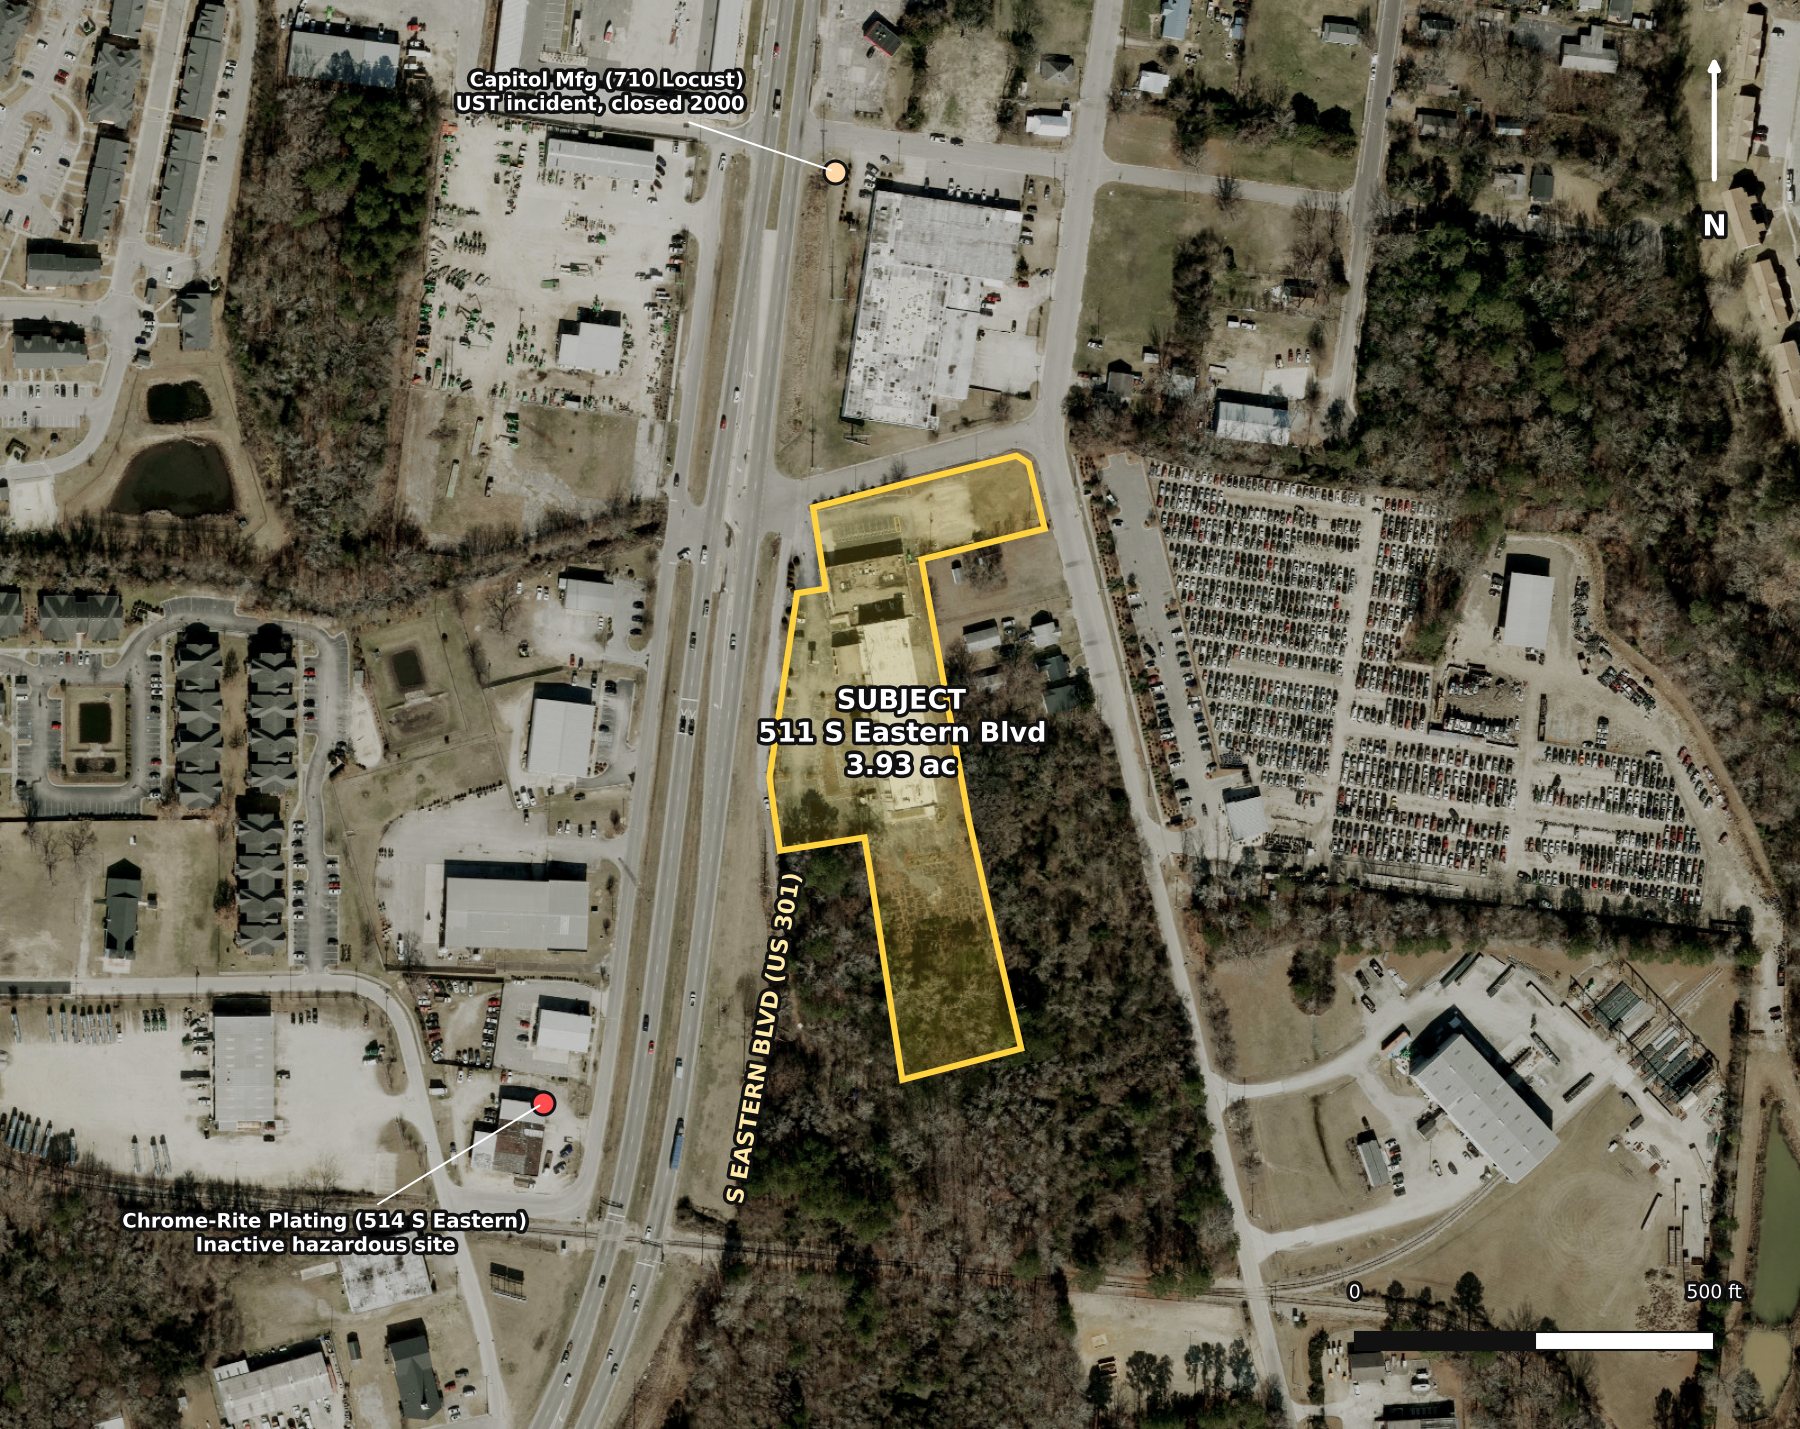 Capitol Mfg (710 Locust)
UST incident, closed 2000
N
SUBJECT
511 S Eastern Blvd
3.93 ac
S EASTERN BLVD (US 301)
Chrome-Rite Plating (514 S Eastern)
Inactive hazardous site
0
500 ft